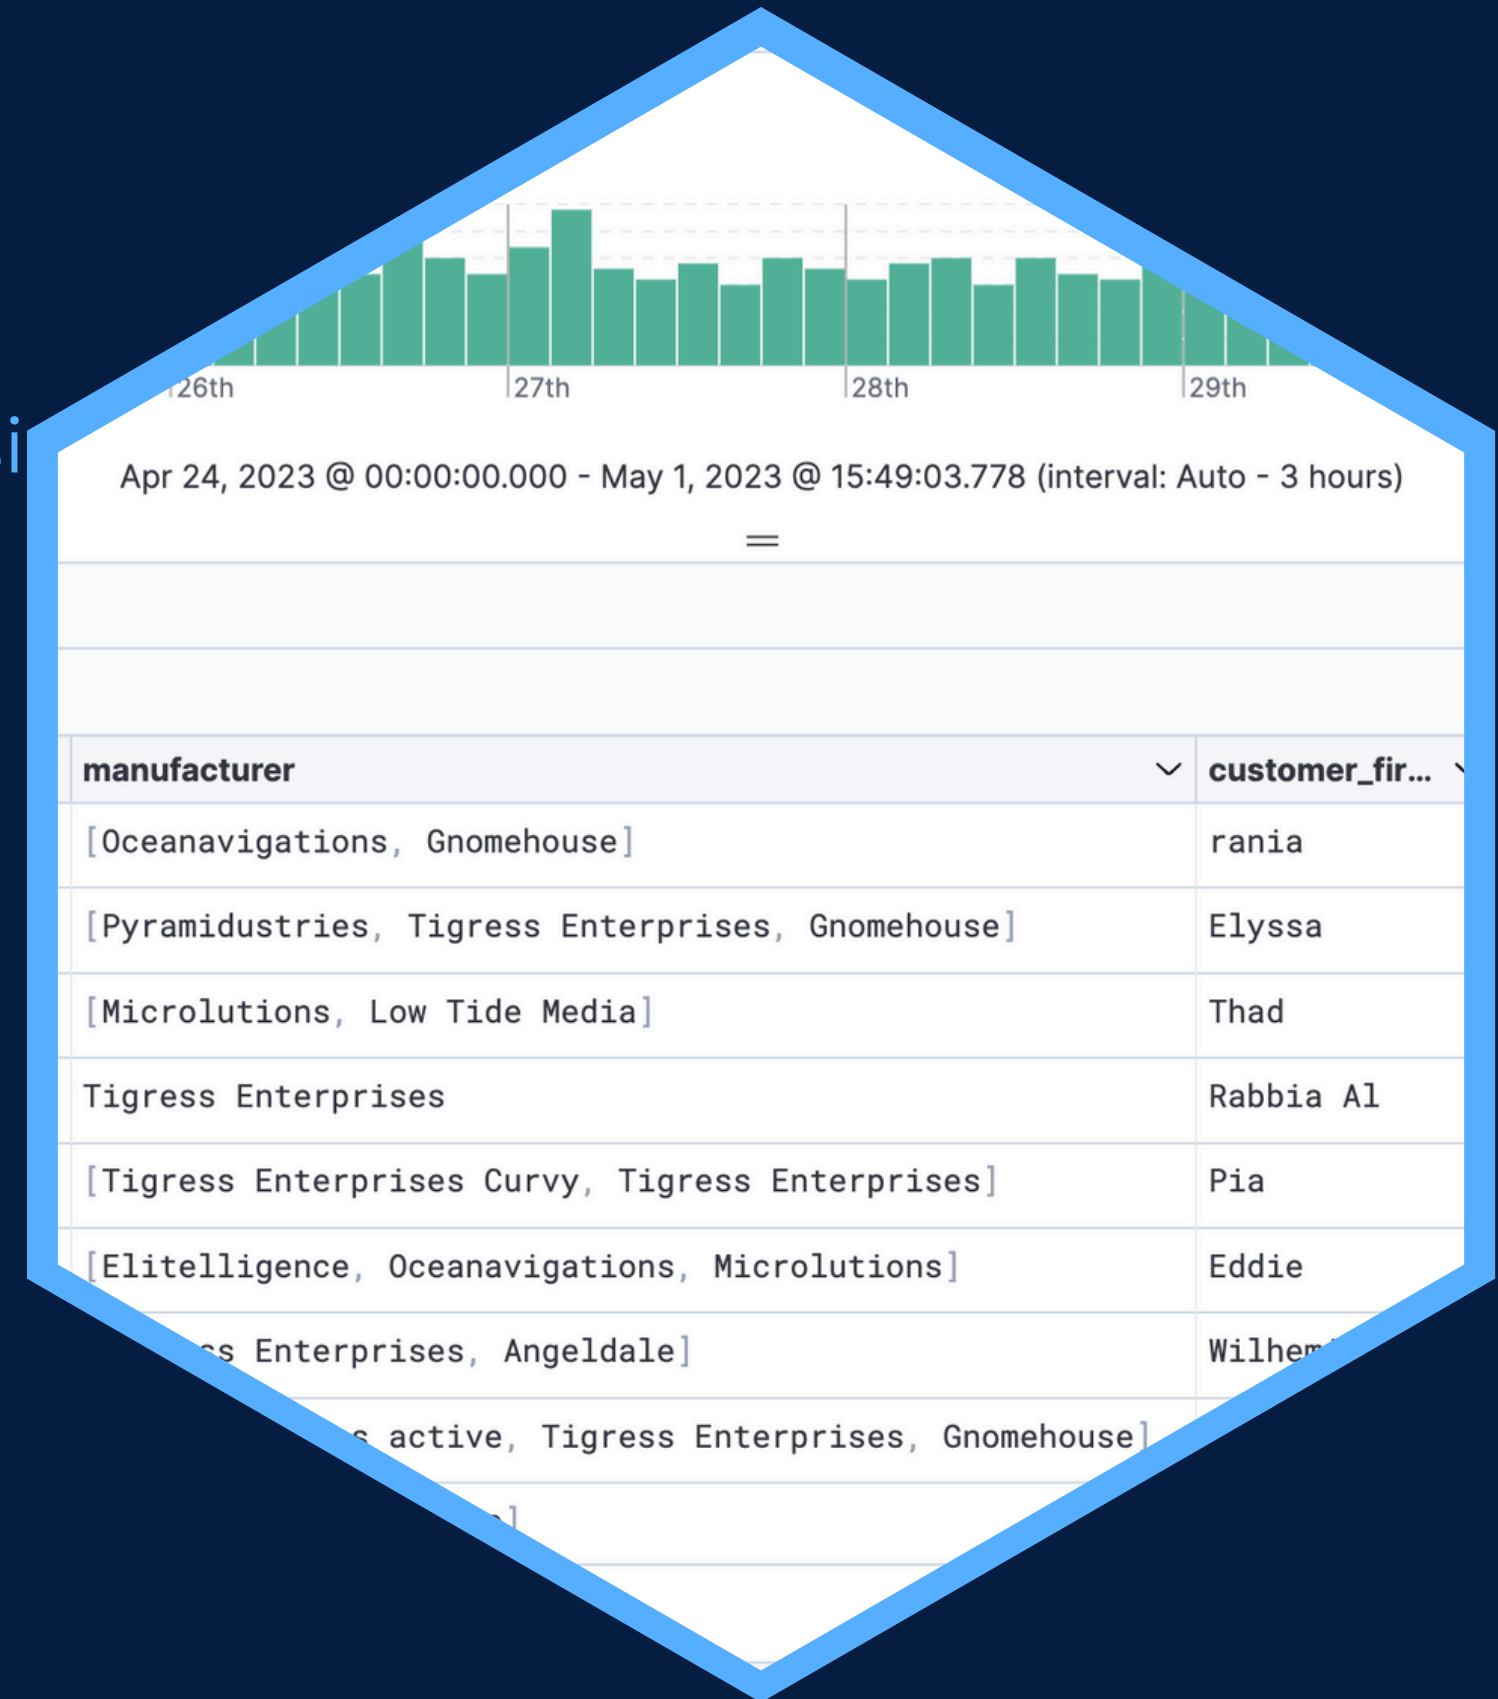 26th 27th 28th 29th
Apr 24, 2023 @ 00:00:00.000 - May 1, 2023 @ 15:49:03.778 (interval: Auto - 3 hours)
manufacturer customer_fir...
[Oceanavigations, Gnomehouse] rania
[Pyramidustries, Tigress Enterprises, Gnomehouse] Elyssa
[Microlutions, Low Tide Media] Thad
Tigress Enterprises Rabbia Al
[Tigress Enterprises Curvy, Tigress Enterprises] Pia
[Elitelligence, Oceanavigations, Microlutions] Eddie
Enterprises, Angeldale]
active, Tigress Enterprises, Gnomehouse]